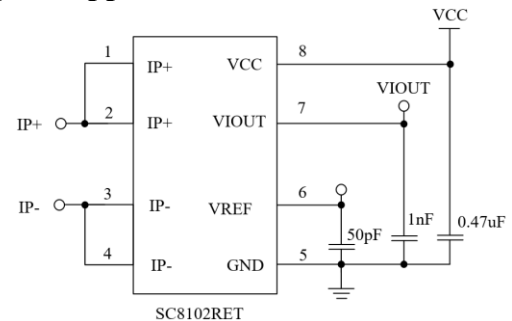 VCC
1
8
IP+
VCC
VIOUT
2
7
IP+
IP+
VIOUT
3
6
IP-
IP-
VREF
50pF
1nF
0.47uF
4
5
IP-
GND
SC8102RET